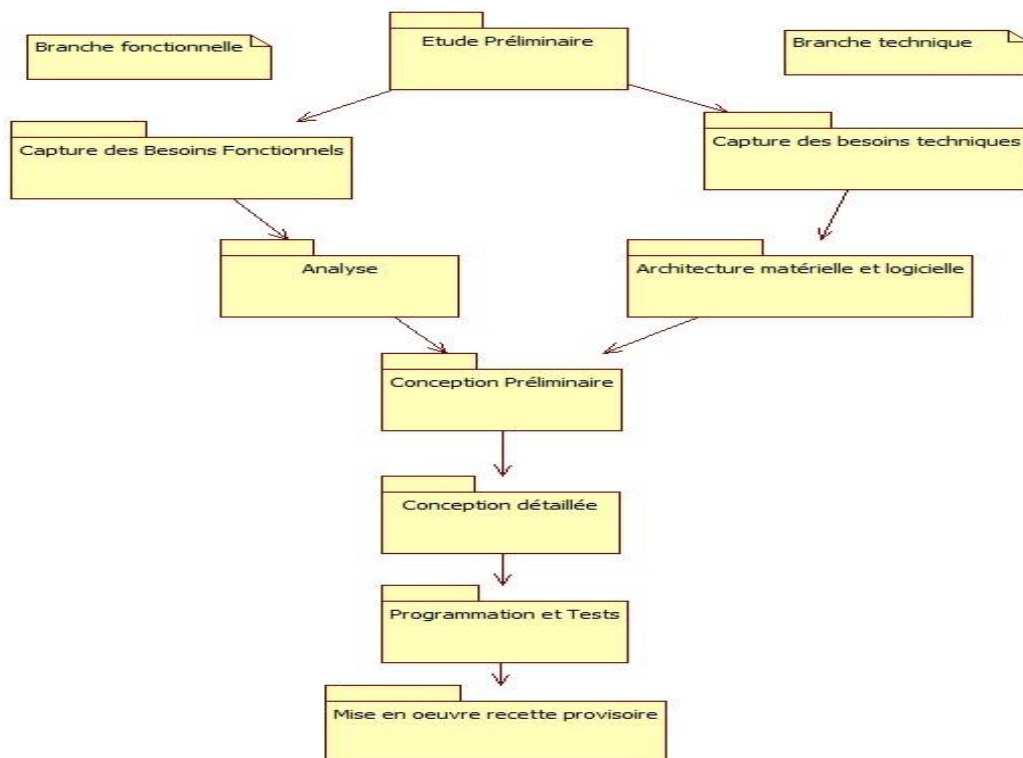 Branche fonctionnelle
Etude Préliminaire
Branche technique
Capture des Besoins Fonctionnels
Capture des besoins techniques
Analyse
Architecture matérielle et logicielle
Conception Préliminaire
Conception détaillée
Programmation et Tests
Mise en oeuvre recette provisoire